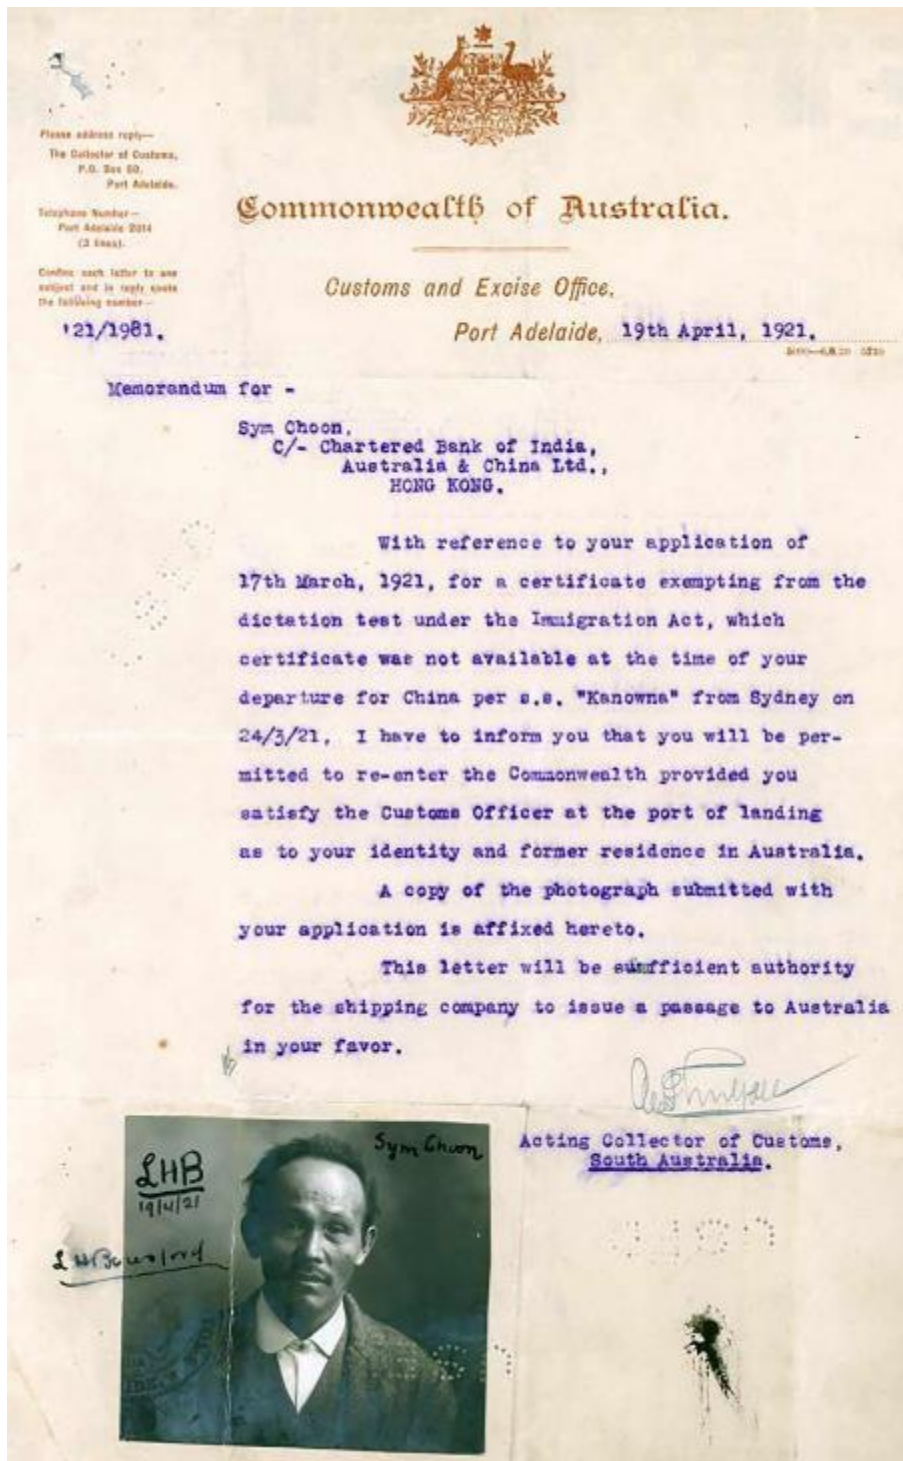 Please address reply—
The Collector of Customs,
P.O. Box 50,
Port Adelaide.
Telephone Number—
Port Adelaide 2014
(3 lines).
Confine each letter to one
subject and in reply quote
the following number—
21/1981.
Commonwealth of Australia.
Customs and Excise Office,
Port Adelaide, 19th April, 1921.
Memorandum for -
Sym Choon,
C/- Chartered Bank of India,
Australia & China Ltd.,
HONG KONG.
With reference to your application of
17th March, 1921, for a certificate exempting from the
dictation test under the Immigration Act, which
certificate was not available at the time of your
departure for China per s.s. "Kanowna" from Sydney on
24/3/21, I have to inform you that you will be per-
mitted to re-enter the Commonwealth provided you
satisfy the Customs Officer at the port of landing
as to your identity and former residence in Australia.
A copy of the photograph submitted with
your application is affixed hereto.
This letter will be sufficient authority
for the shipping company to issue a passage to Australia
in your favor.
Acting Collector of Customs,
South Australia.
Sym Choon
LHB
19/4/21
L H Beresford